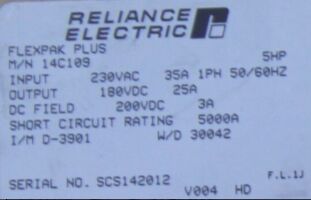 RELIANCE
ELECTRIC
FLEXPAK PLUS
M/N 14C109 5HP
INPUT 230VAC 35A 1PH 50/60HZ
OUTPUT 180VDC 25A
DC FIELD 200VDC 3A
SHORT CIRCUIT RATING 5000A
I/M D-3901 W/D 30042
F.L.1J
SERIAL NO. SCS142012
V004 HD